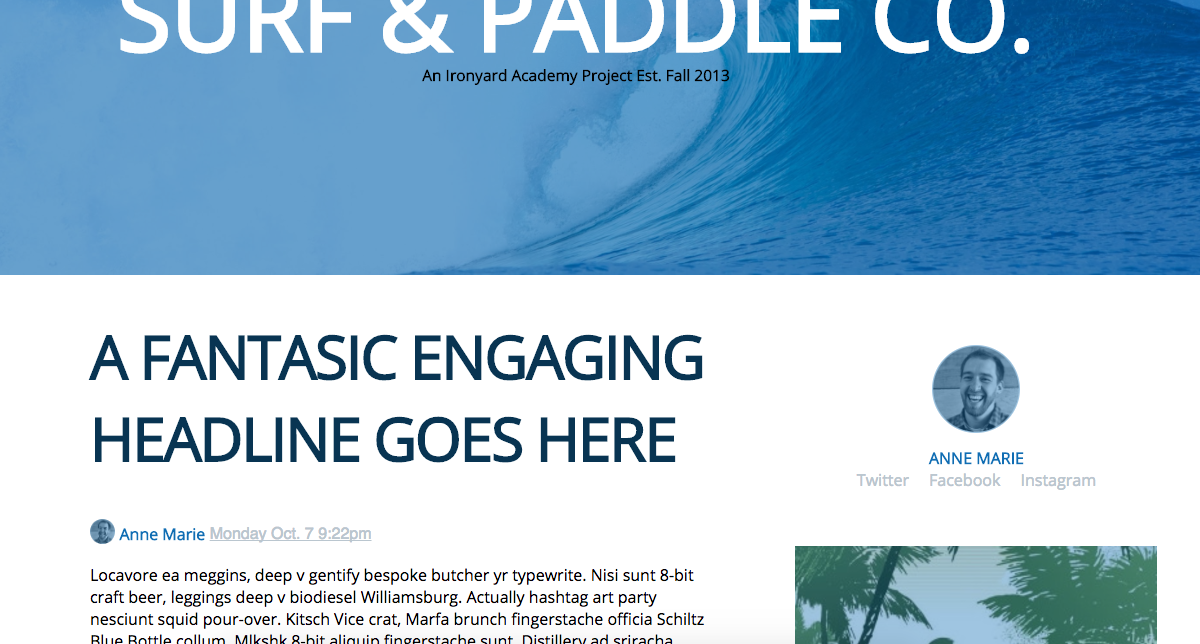 SURF & PADDLE CO.
An Ironyard Academy Project Est. Fall 2013
A FANTASIC ENGAGING
HEADLINE GOES HERE
Anne Marie Monday Oct. 7 9:22pm
Locavore ea meggins, deep v gentify bespoke butcher yr typewrite. Nisi sunt 8-bit
craft beer, leggings deep v biodiesel Williamsburg. Actually hashtag art party
nesciunt squid pour-over. Kitsch Vice crat, Marfa brunch fingerstache officia Schiltz
Blue Bottle collum. Mlkshk 8-bit aliquip fingerstache sunt. Distillery ad sriracha
ANNE MARIE
Twitter Facebook Instagram